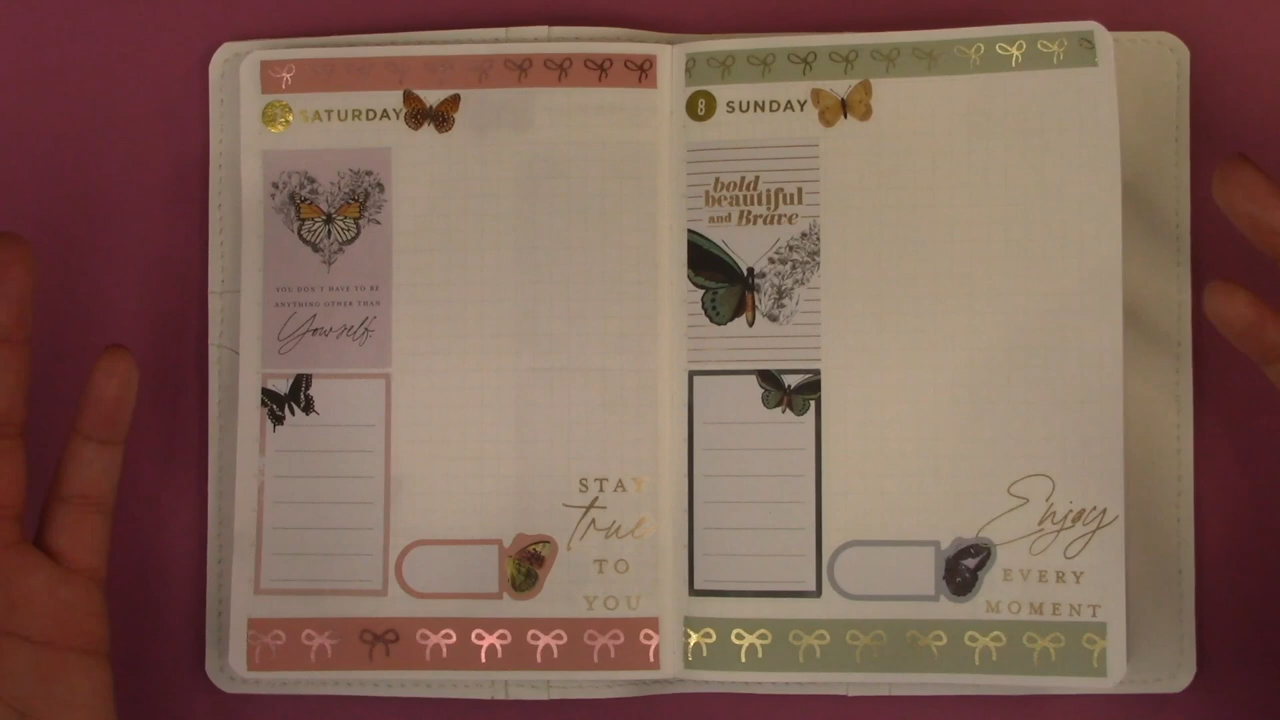 SATURDAY
YOU DON'T HAVE TO BE
ANYTHING OTHER THAN
Yourself.
STAY
true
TO
YOU
8 SUNDAY
bold
beautiful
and Brave
Enjoy
EVERY
MOMENT